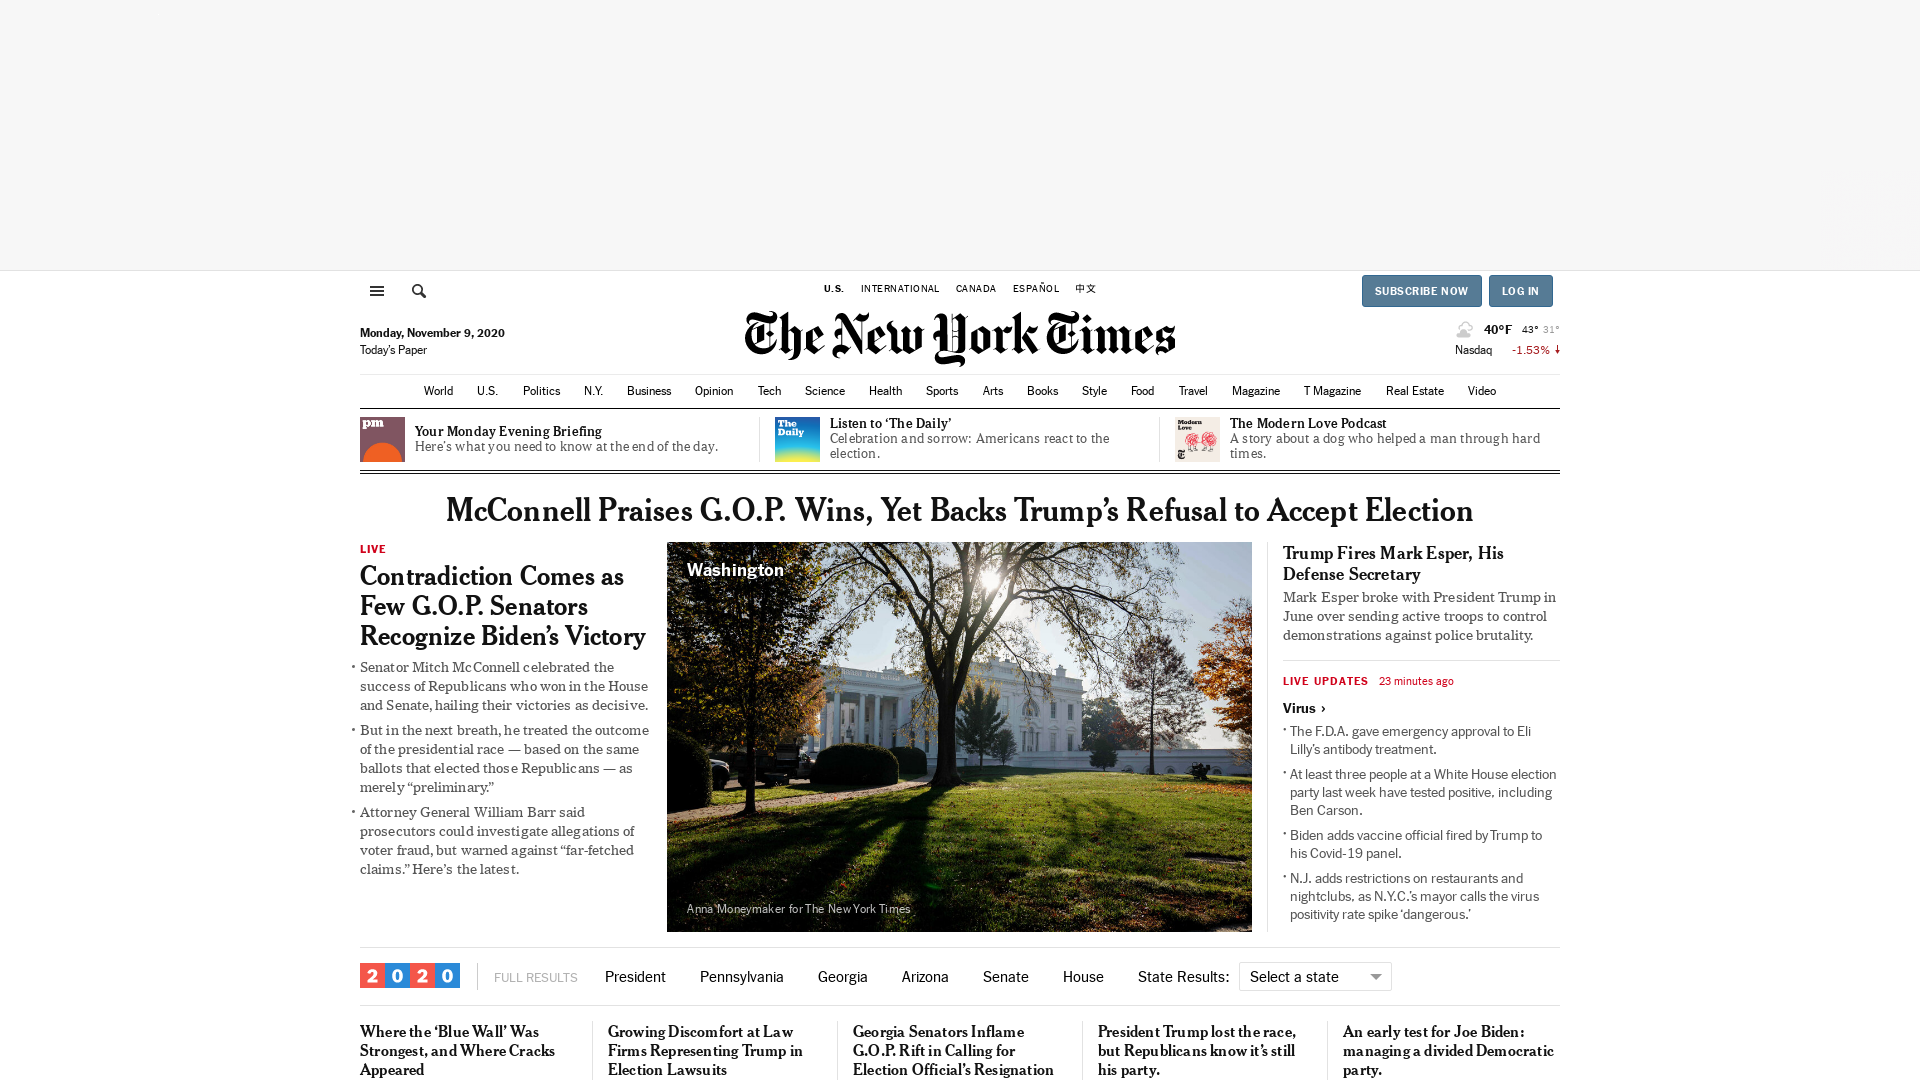 U.S. INTERNATIONAL CANADA ESPAÑOL 中文
SUBSCRIBE NOW LOG IN
The New York Times
Monday, November 9, 2020
Today's Paper
40°F 43° 31°
Nasdaq -1.53% ↓
World U.S. Politics N.Y. Business Opinion Tech Science Health Sports Arts Books Style Food Travel Magazine T Magazine Real Estate Video
pm
Your Monday Evening Briefing
Here's what you need to know at the end of the day.
The
Daily
Listen to ‘The Daily’
Celebration and sorrow: Americans react to the
election.
Modern
Love
The Modern Love Podcast
A story about a dog who helped a man through hard
times.
McConnell Praises G.O.P. Wins, Yet Backs Trump’s Refusal to Accept Election
LIVE
Contradiction Comes as
Few G.O.P. Senators
Recognize Biden’s Victory
• Senator Mitch McConnell celebrated the
success of Republicans who won in the House
and Senate, hailing their victories as decisive.
• But in the next breath, he treated the outcome
of the presidential race — based on the same
ballots that elected those Republicans — as
merely “preliminary.”
• Attorney General William Barr said
prosecutors could investigate allegations of
voter fraud, but warned against “far-fetched
claims.” Here’s the latest.
Washington
Anna Moneymaker for The New York Times
Trump Fires Mark Esper, His
Defense Secretary
Mark Esper broke with President Trump in
June over sending active troops to control
demonstrations against police brutality.
LIVE UPDATES 23 minutes ago
Virus ›
• The F.D.A. gave emergency approval to Eli
Lilly’s antibody treatment.
• At least three people at a White House election
party last week have tested positive, including
Ben Carson.
• Biden adds vaccine official fired by Trump to
his Covid-19 panel.
• N.J. adds restrictions on restaurants and
nightclubs, as N.Y.C.’s mayor calls the virus
positivity rate spike ‘dangerous.’
2020 FULL RESULTS President Pennsylvania Georgia Arizona Senate House State Results: Select a state
Where the ‘Blue Wall’ Was
Strongest, and Where Cracks
Appeared
Growing Discomfort at Law
Firms Representing Trump in
Election Lawsuits
Georgia Senators Inflame
G.O.P. Rift in Calling for
Election Official’s Resignation
President Trump lost the race,
but Republicans know it’s still
his party.
An early test for Joe Biden:
managing a divided Democratic
party.